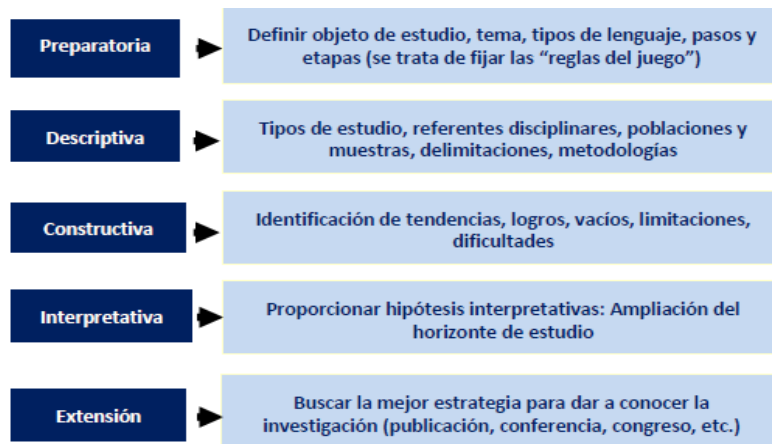 Preparatoria
Definir objeto de estudio, tema, tipos de lenguaje, pasos y
etapas (se trata de fijar las “reglas del juego”)
Descriptiva
Tipos de estudio, referentes disciplinares, poblaciones y
muestras, delimitaciones, metodologías
Constructiva
Identificación de tendencias, logros, vacíos, limitaciones,
dificultades
Interpretativa
Proporcionar hipótesis interpretativas: Ampliación del
horizonte de estudio
Extensión
Buscar la mejor estrategia para dar a conocer la
investigación (publicación, conferencia, congreso, etc.)